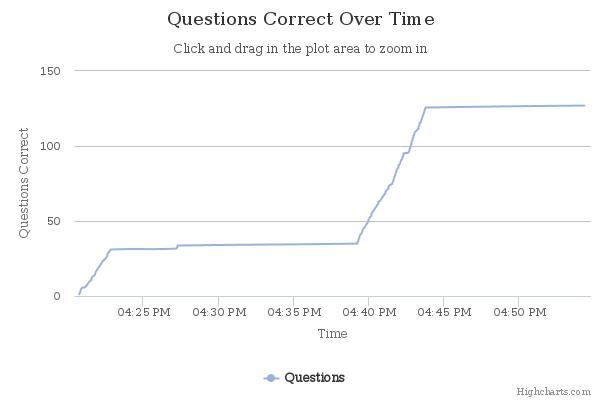 Questions Correct Over Time
Click and drag in the plot area to zoom in
Questions Correct
150
100
50
0
04:25 PM 04:30 PM 04:35 PM 04:40 PM 04:45 PM 04:50 PM
Time
Questions
Highcharts.com